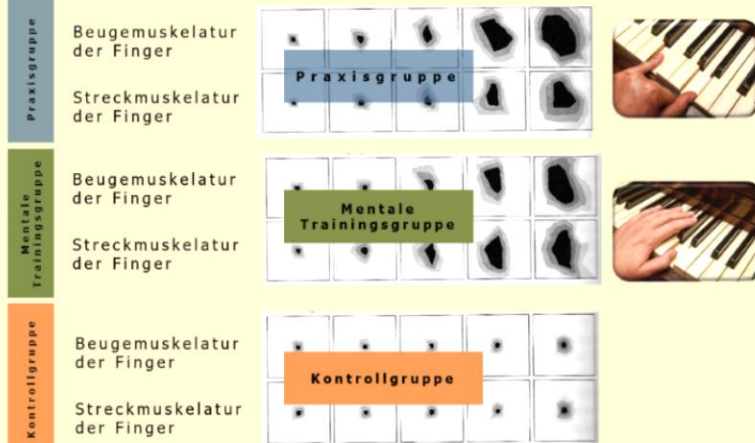 Praxisgruppe
Beugemuskelatur
der Finger
Streckmuskelatur
der Finger
Praxisgruppe
Mentale
Trainingsgruppe
Beugemuskelatur
der Finger
Streckmuskelatur
der Finger
Mentale
Trainingsgruppe
Kontrollgruppe
Beugemuskelatur
der Finger
Streckmuskelatur
der Finger
Kontrollgruppe